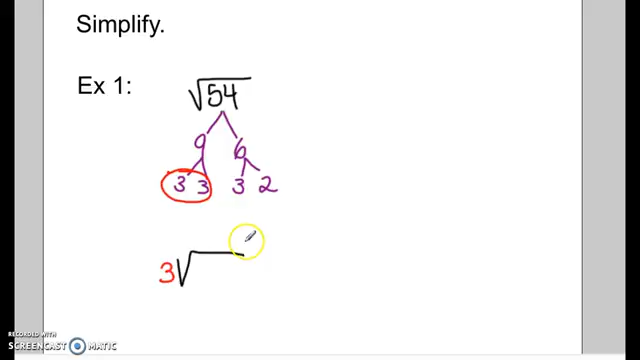 Simplify.
Ex 1: √54
9 6
3 3 3 2
3√
RECORDED WITH
SCREENCAST MATIC